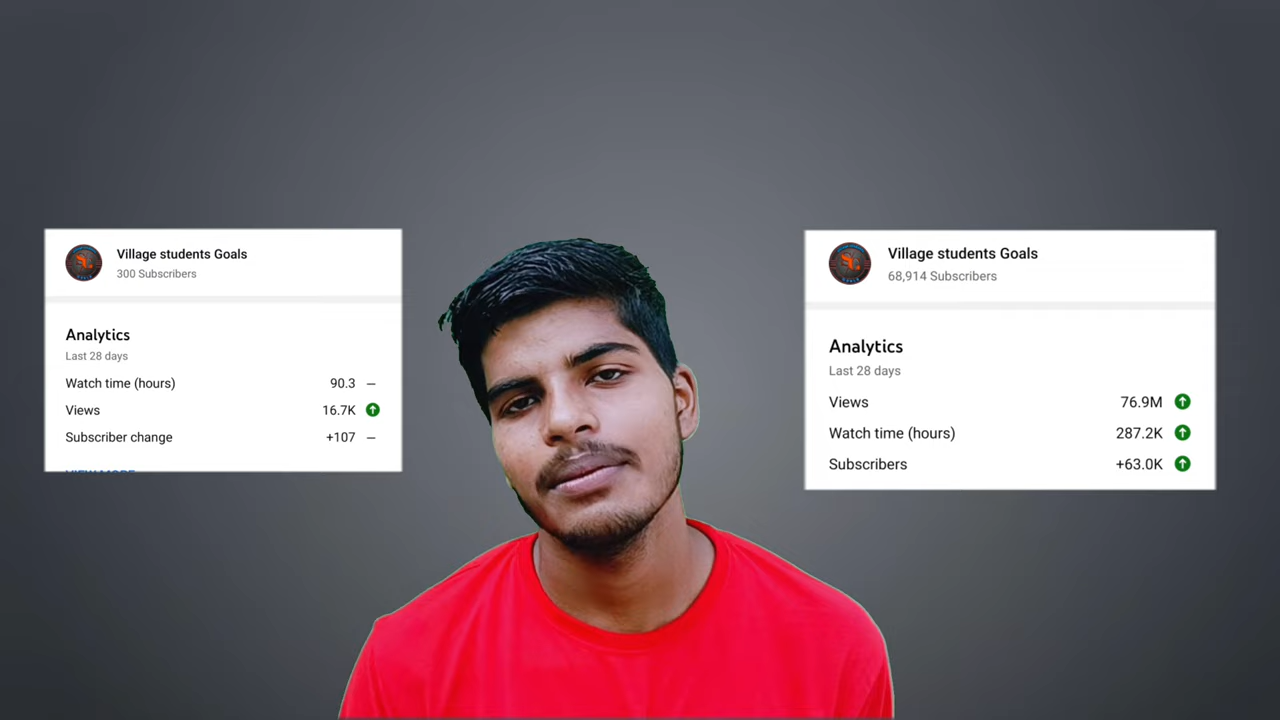 Village students Goals
300 Subscribers
Analytics
Last 28 days
Watch time (hours) 90.3 —
Views 16.7K
Subscriber change +107 —
VIEW MORE
Village students Goals
68,914 Subscribers
Analytics
Last 28 days
Views 76.9M
Watch time (hours) 287.2K
Subscribers +63.0K